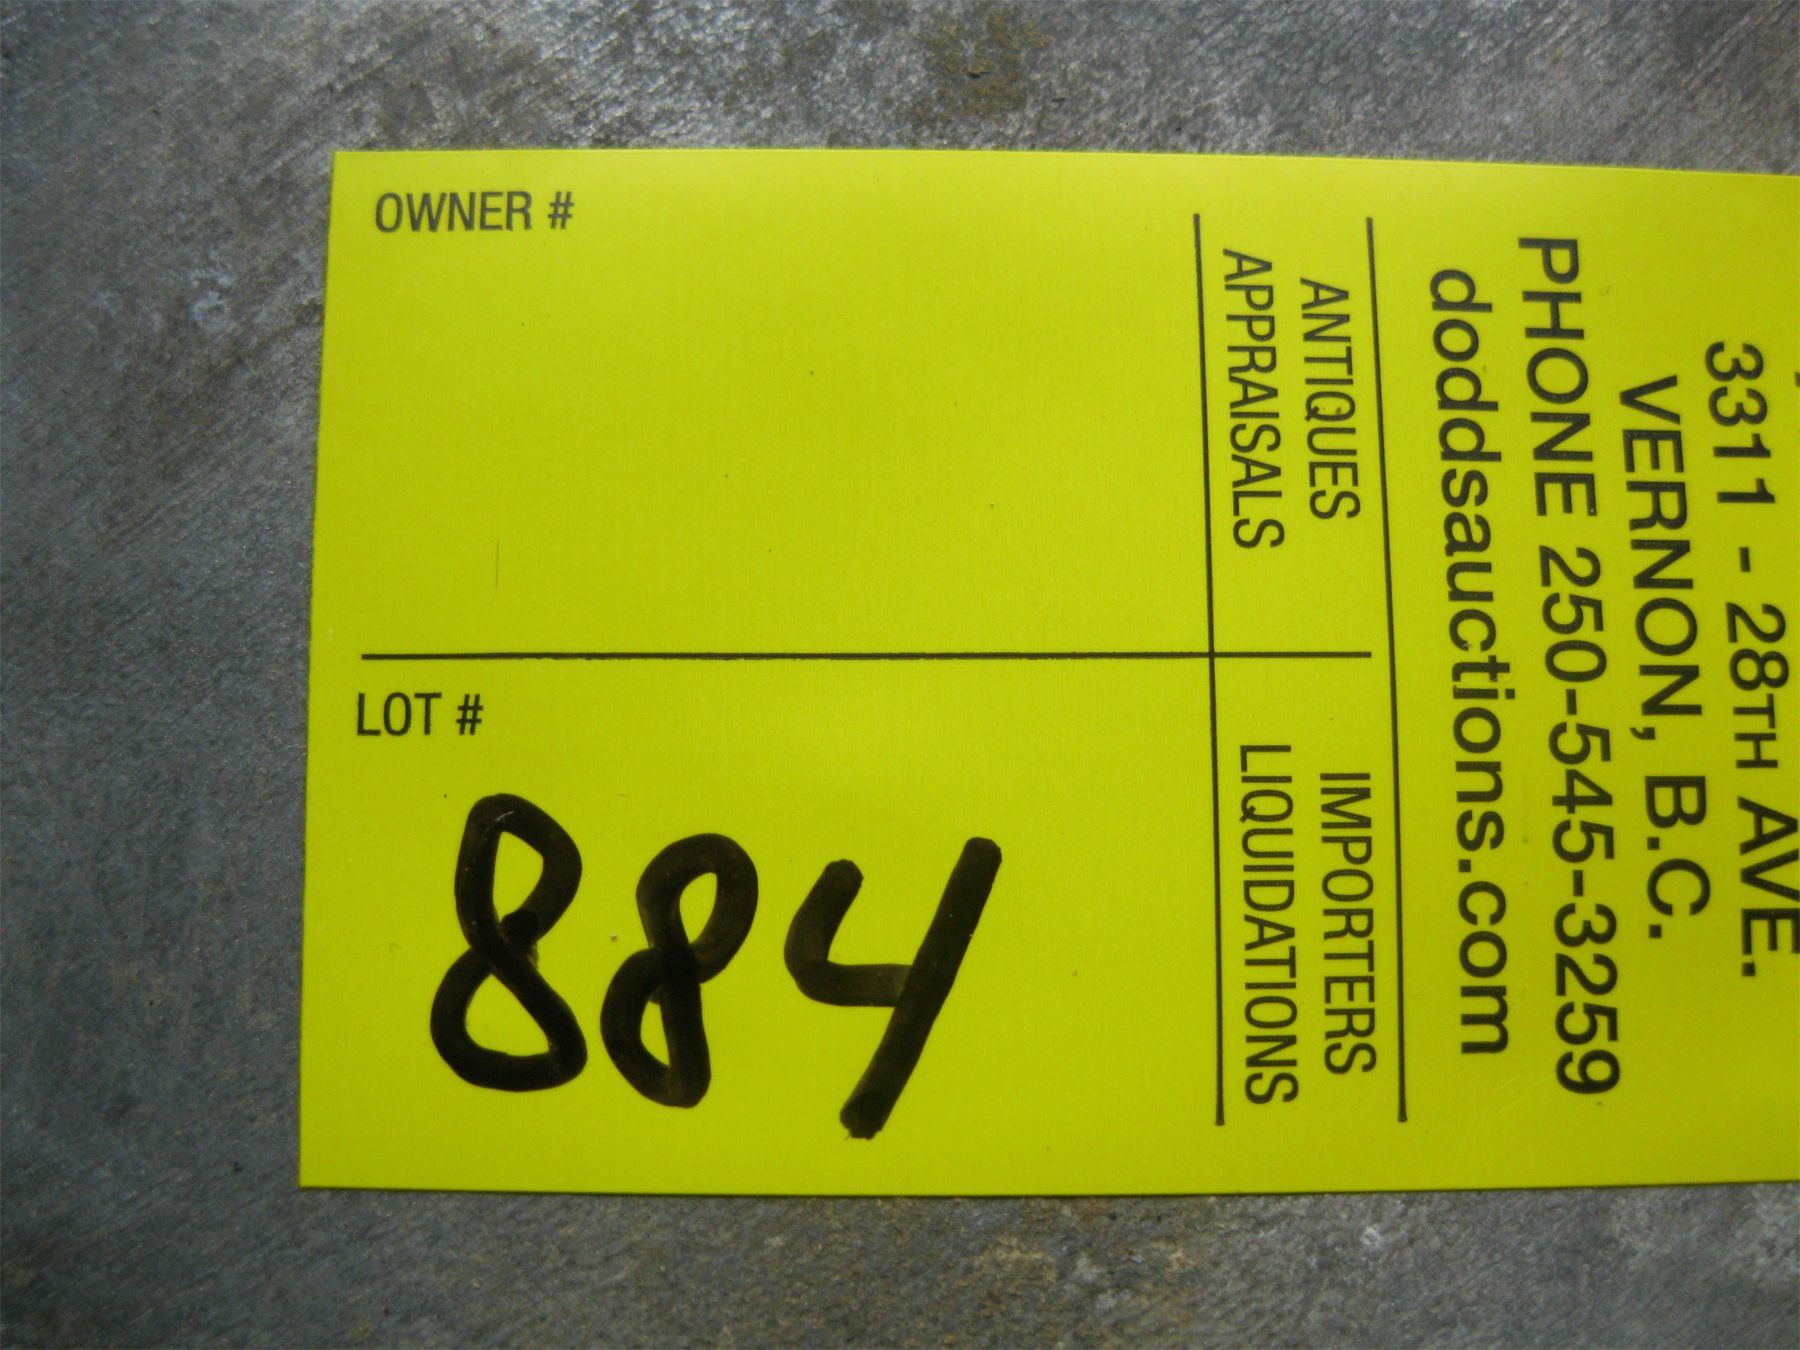 3311 - 28TH AVE.
VERNON, B.C.
PHONE 250-545-3259
doddsauctions.com
ANTIQUES IMPORTERS
APPRAISALS LIQUIDATIONS
OWNER #
LOT #
884